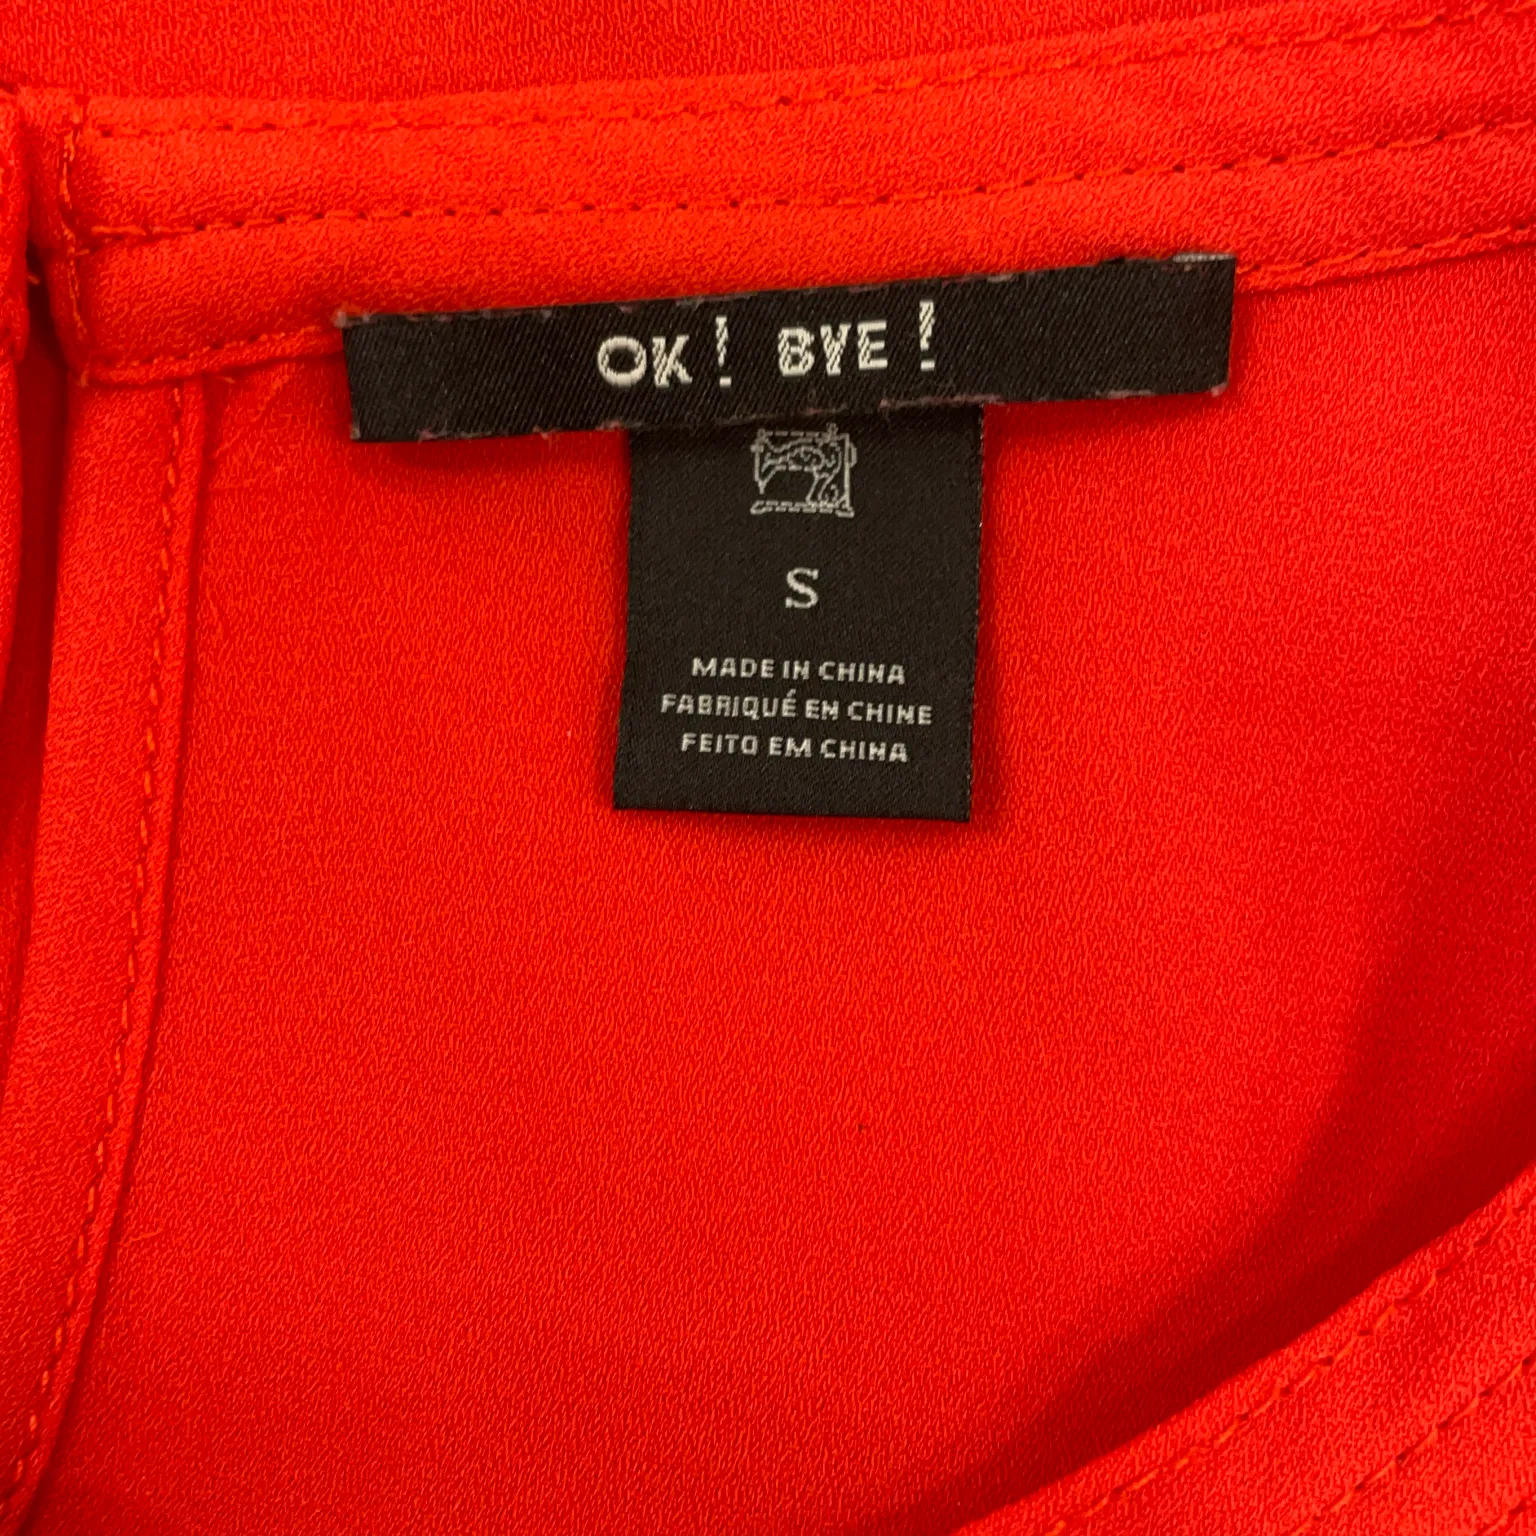 OK! BYE!
S
MADE IN CHINA
FABRIQUÉ EN CHINE
FEITO EM CHINA